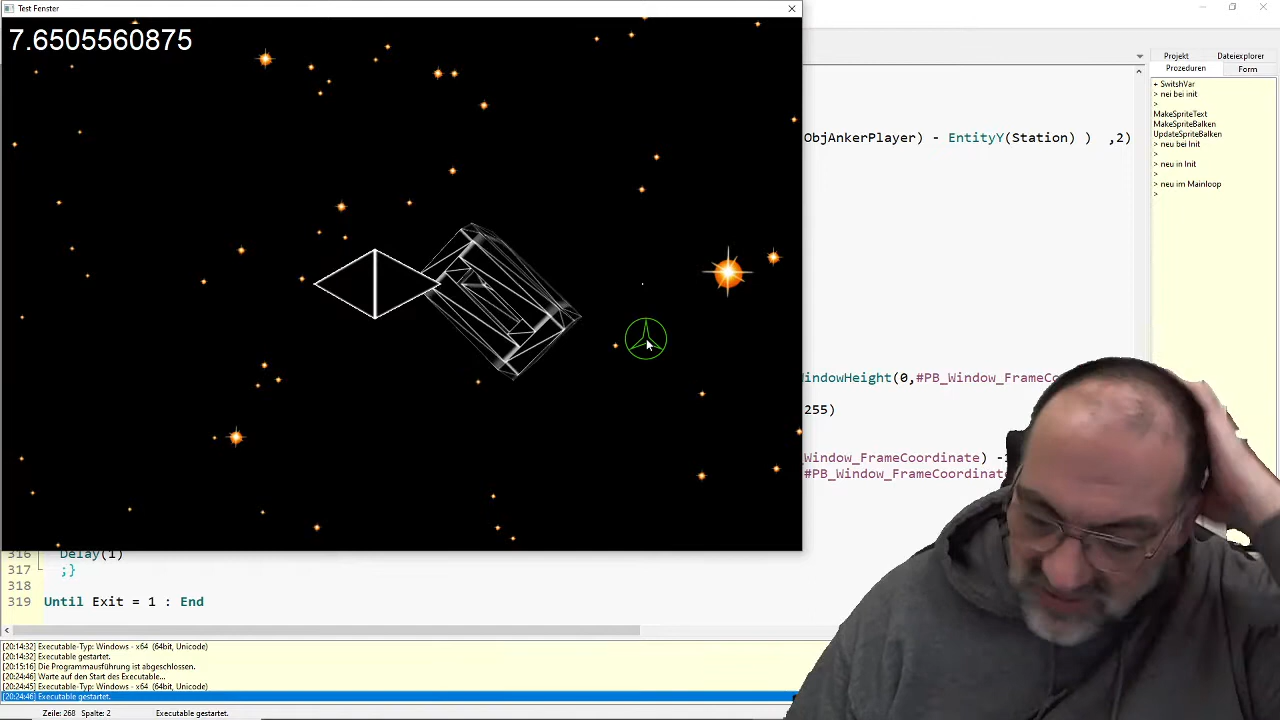 Test Fenster
7.6505560875
Projekt
Dateiexplorer
Prozeduren
Form
+ SwitshVar
> nei bei init
>
MakeSpriteText
MakeSpriteBalken
UpdateSpriteBalken
> neu bei Init
>
> neu in Init
>
> neu im Mainloop
>
ObjAnkerPlayer) - EntityY(Station) ) ,2)
indowHeight(0,#PB_Window_FrameCo
255)
_Window_FrameCoordinate) -
#PB_Window_FrameCoordinate
316 Delay(1)
317 ;}
318
319 Until Exit = 1 : End
[20:14:32] Executable-Typ: Windows - x64 (64bit, Unicode)
[20:14:32] Executable gestartet.
[20:15:16] Die Programmausführung ist abgeschlossen.
[20:24:46] Warte auf den Start des Executable...
[20:24:45] Executable-Typ: Windows - x64 (64bit, Unicode)
[20:24:46] Executable gestartet.
Zeile: 268 Spalte: 2
Executable gestartet.